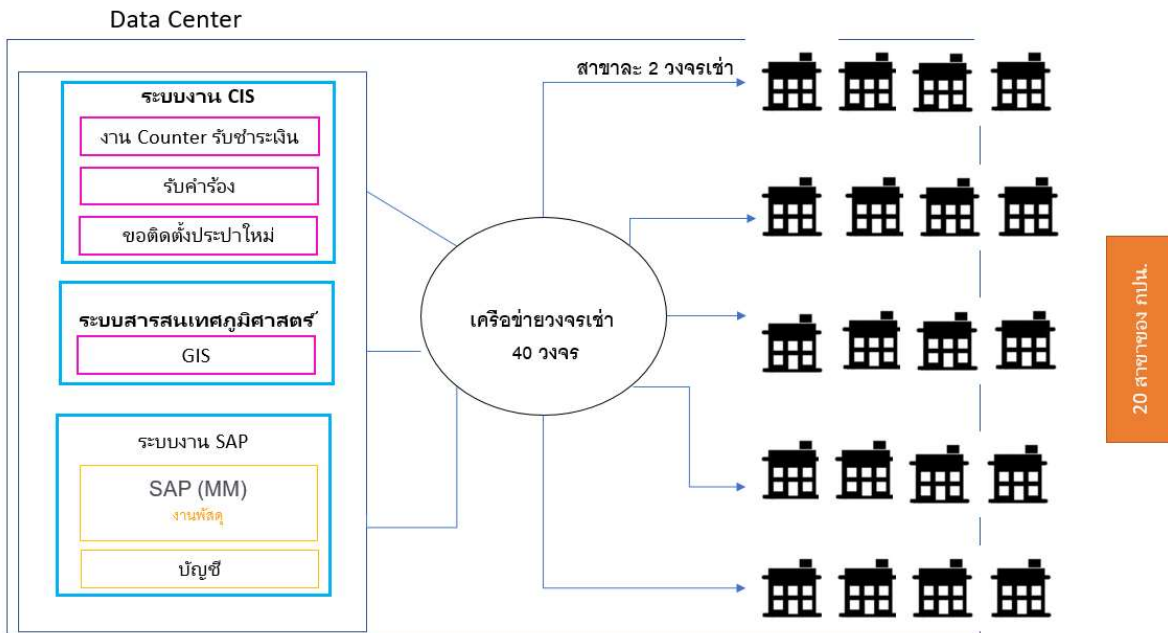 Data Center
ระบบงาน CIS
งาน Counter รับชำระเงิน
รับคำร้อง
ขอติดตั้งประปาใหม่
ระบบสารสนเทศภูมิศาสตร์
GIS
ระบบงาน SAP
SAP (MM)
งานพัสดุ
บัญชี
เครือข่ายวงจรเช่า
40 วงจร
สาขาละ 2 วงจรเช่า
20 สาขาของ กปน.